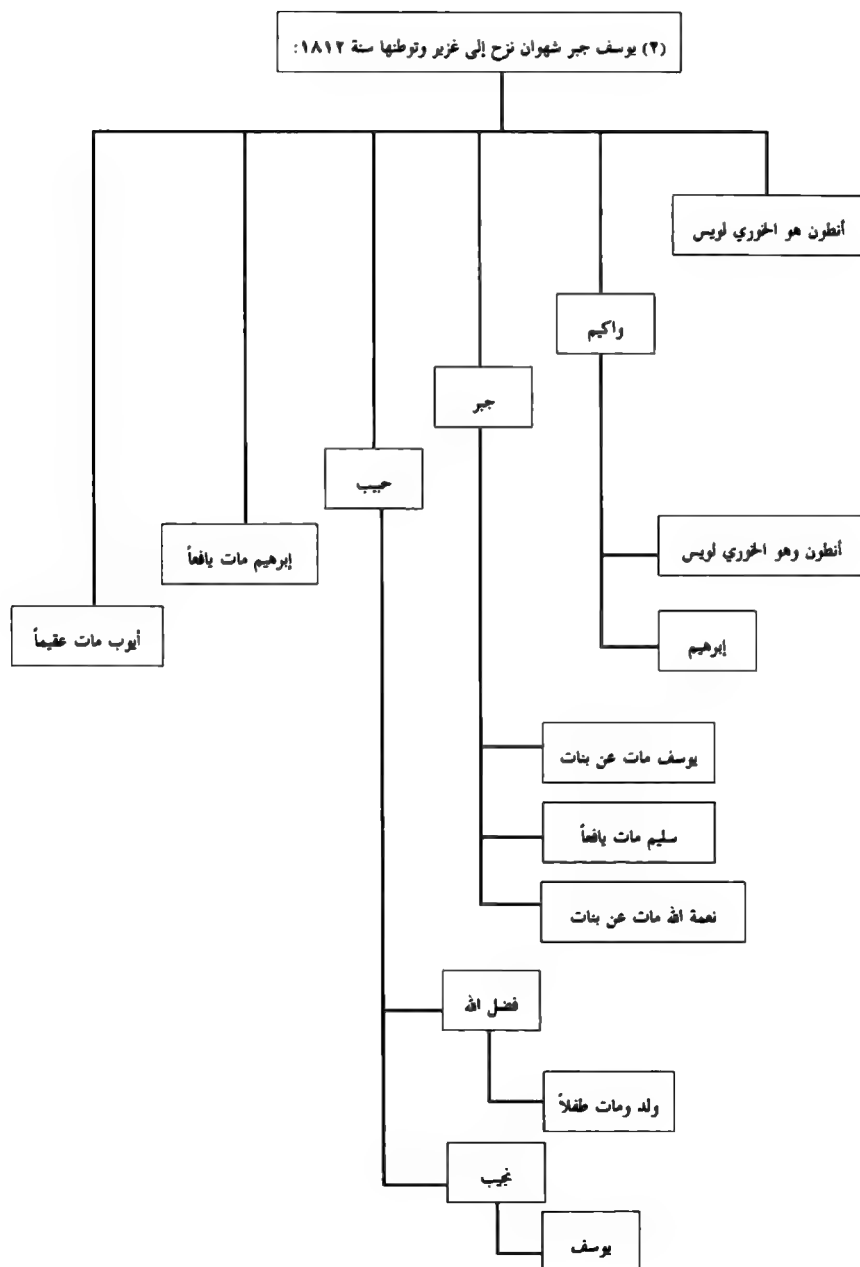 (٢) يوسف جبر شهوان نزح إلى غزير وتوطنها سنة ١٨١٢:
أنطون هو الخوري لويس
واكيم
جبر
حبيب
إبرهيم مات يافعاً
أيوب مات عقيماً
أنطون وهو الخوري لويس
إبرهيم
يوسف مات عن بنات
سليم مات يافعاً
نعمة الله مات عن بنات
فضل الله
ولد ومات طفلاً
نجيب
يوسف